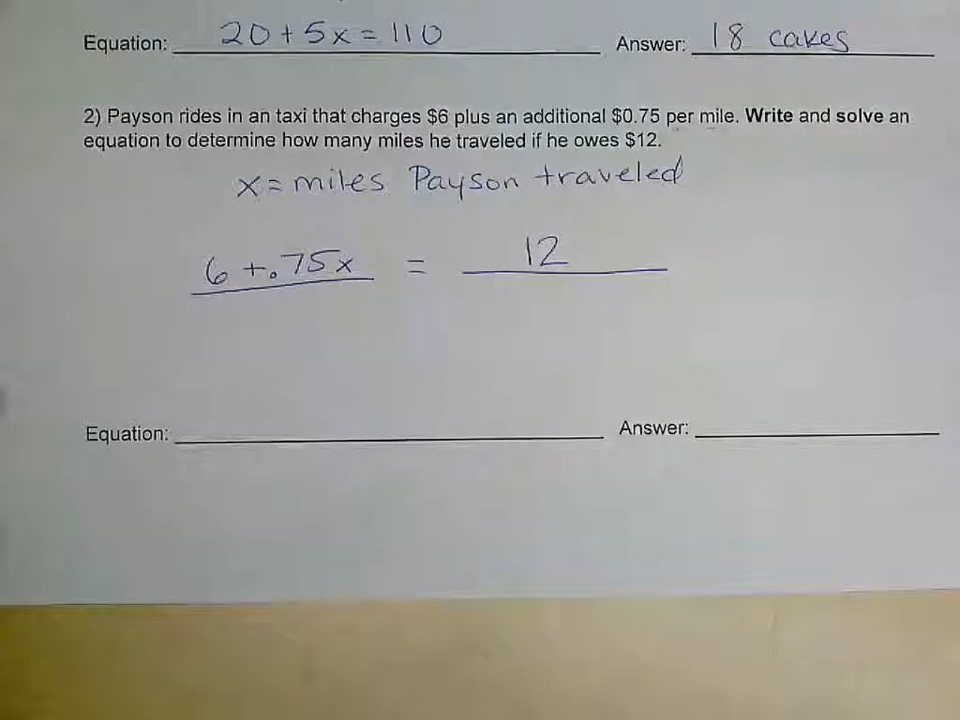 Equation: 20 + 5x = 110 Answer: 18 cakes
2) Payson rides in an taxi that charges $6 plus an additional $0.75 per mile. Write and solve an
equation to determine how many miles he traveled if he owes $12.
x = miles Payson traveled
6 + .75x = 12
Equation: Answer: